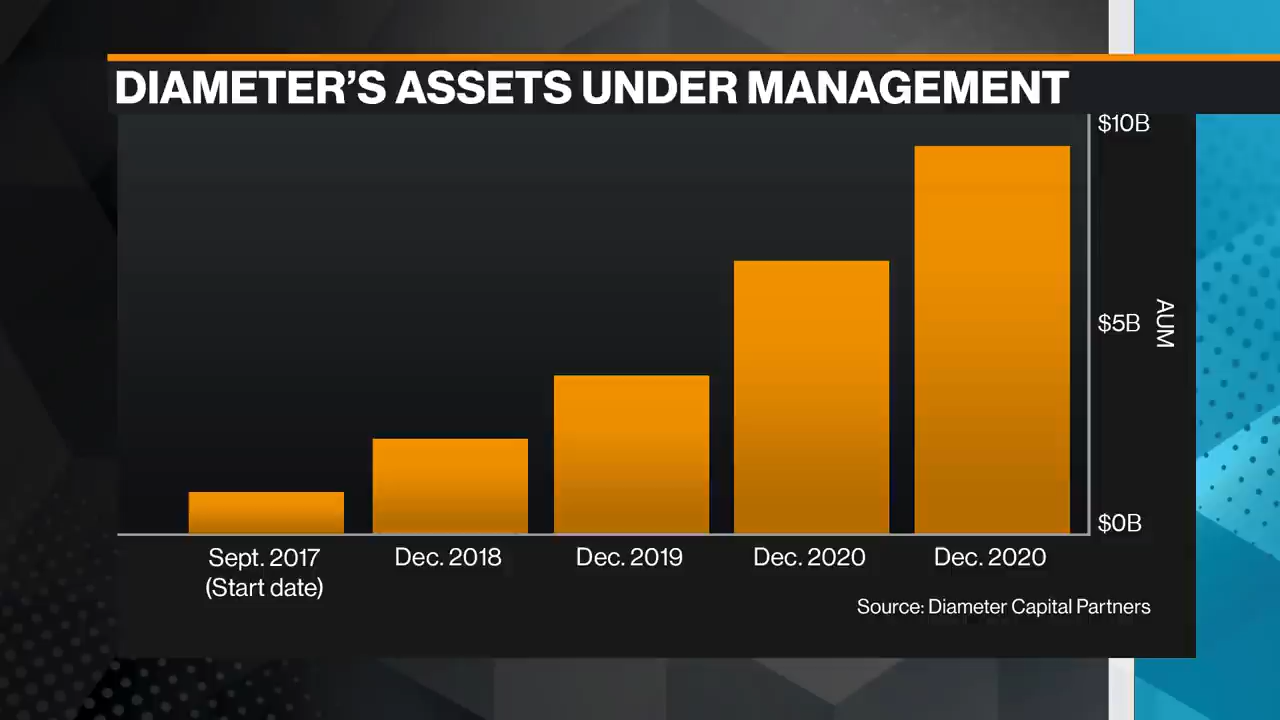 DIAMETER’S ASSETS UNDER MANAGEMENT
$10B
$5B
AUM
$0B
Sept. 2017
(Start date)
Dec. 2018
Dec. 2019
Dec. 2020
Dec. 2020
Source: Diameter Capital Partners